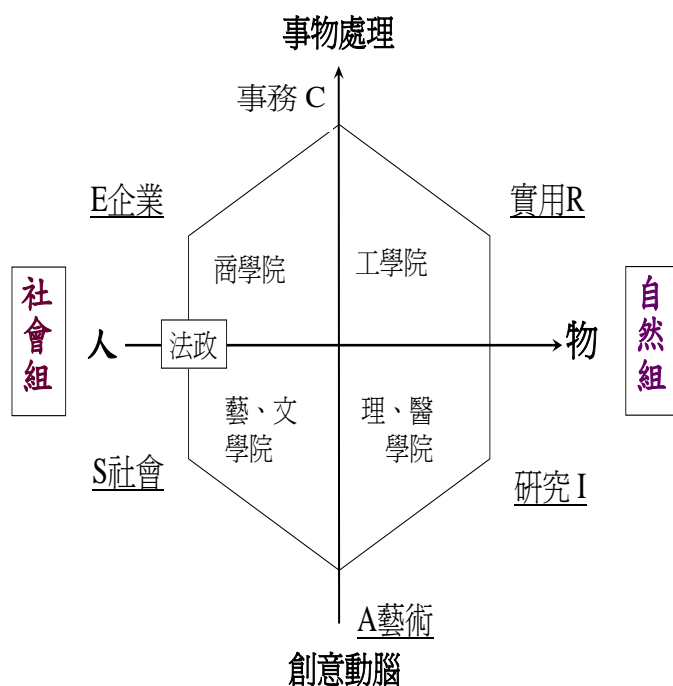 事物處理
事務 C
E企業
實用R
商學院
工學院
社會組
人
法政
物
自然組
藝、文
學院
理、醫
學院
S社會
研究 I
A藝術
創意動腦